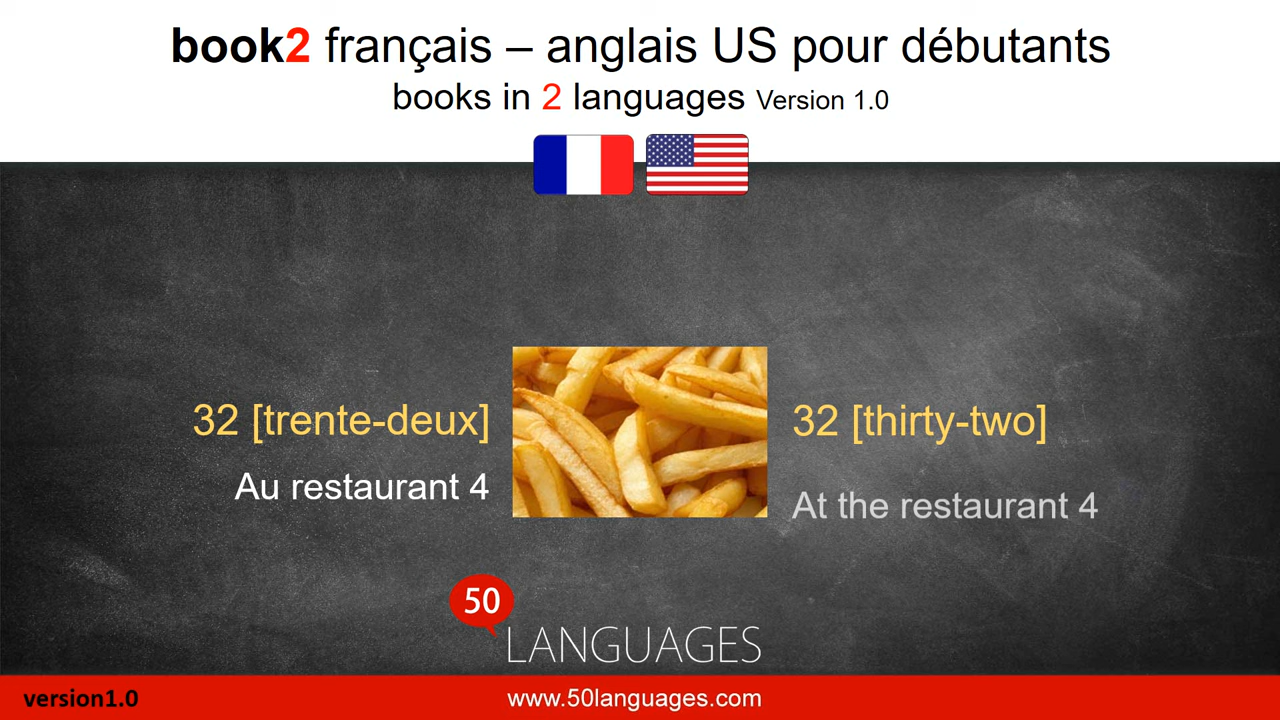 book2 français – anglais US pour débutants
books in 2 languages Version 1.0
32 [trente-deux]
Au restaurant 4
32 [thirty-two]
At the restaurant 4
50
LANGUAGES
version1.0
www.50languages.com